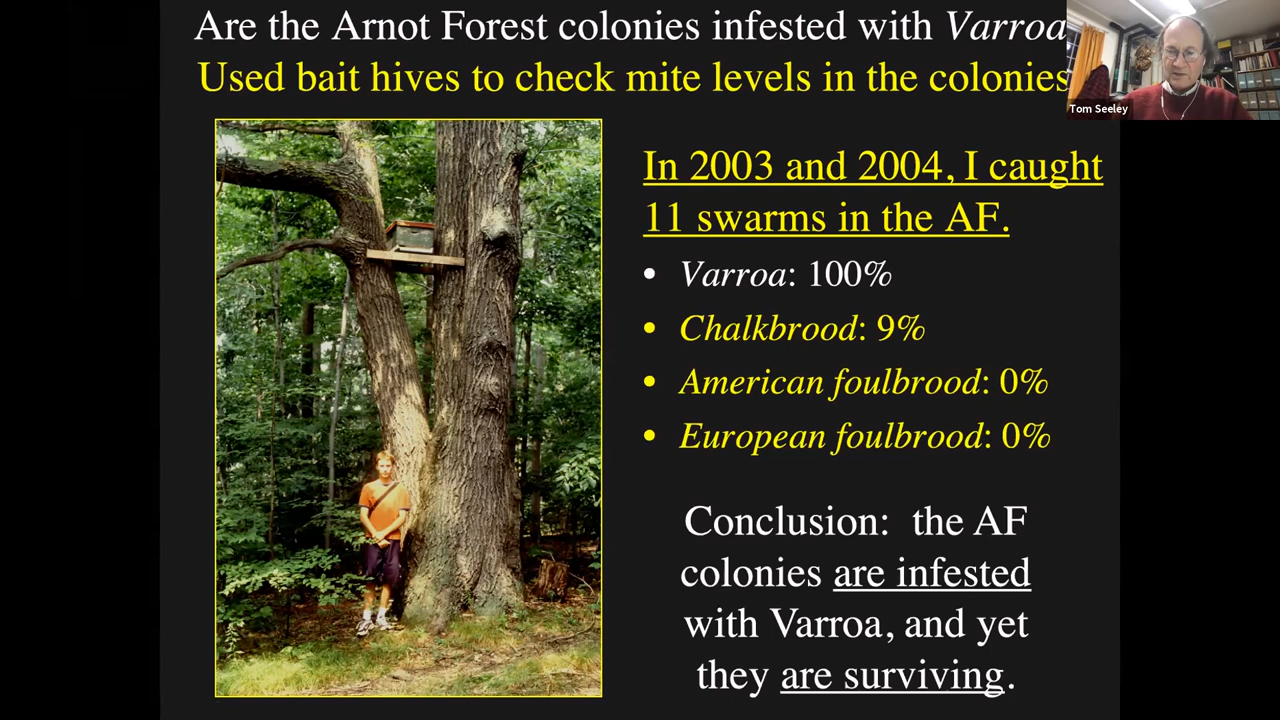 Are the Arnot Forest colonies infested with Varroa
Used bait hives to check mite levels in the colonies
Tom Seeley
In 2003 and 2004, I caught
11 swarms in the AF.
• Varroa: 100%
• Chalkbrood: 9%
• American foulbrood: 0%
• European foulbrood: 0%
Conclusion: the AF
colonies are infested
with Varroa, and yet
they are surviving.